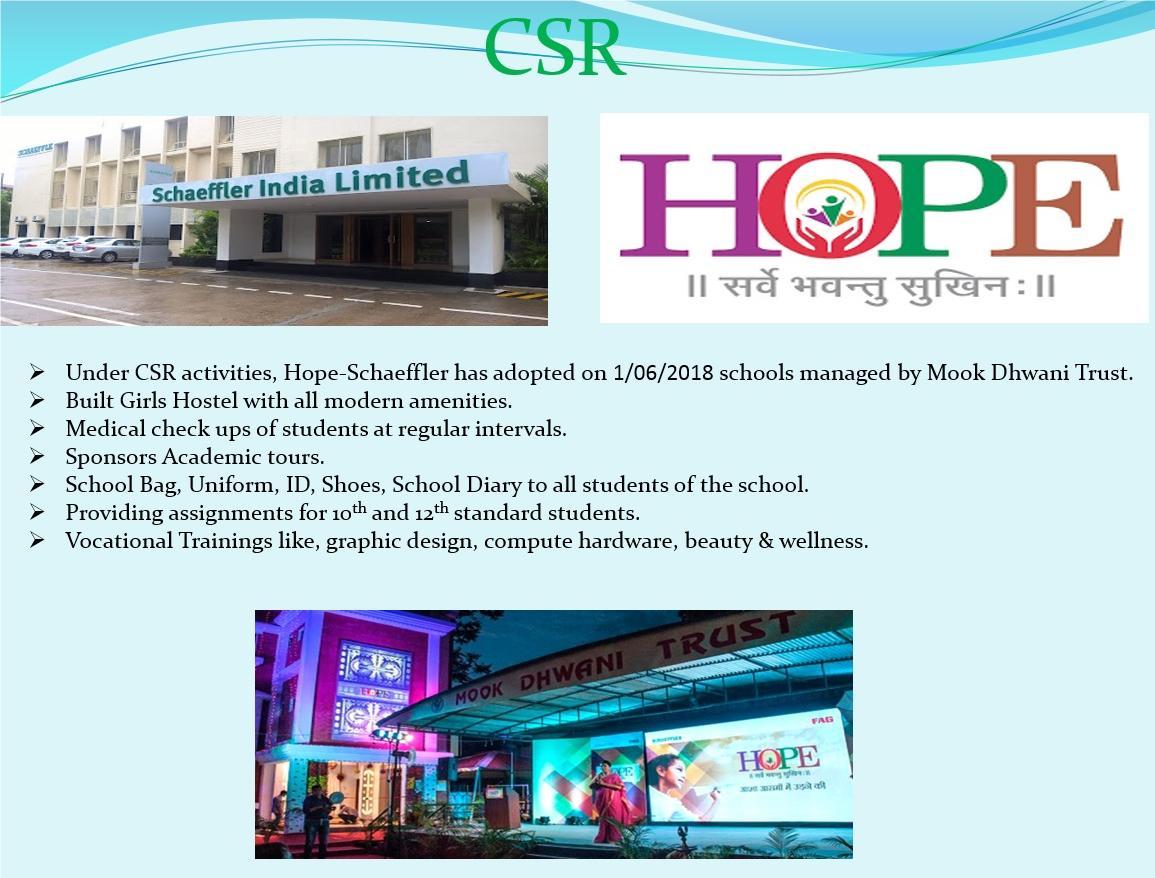 CSR
SCHAEFFLER
Schaeffler India Limited
HOPE
॥ सर्वे भवन्तु सुखिन : ॥
Under CSR activities, Hope-Schaeffler has adopted on 1/06/2018 schools managed by Mook Dhwani Trust.
Built Girls Hostel with all modern amenities.
Medical check ups of students at regular intervals.
Sponsors Academic tours.
School Bag, Uniform, ID, Shoes, School Diary to all students of the school.
Providing assignments for 10th and 12th standard students.
Vocational Trainings like, graphic design, compute hardware, beauty & wellness.
MOOK DHWANI TRUST
HOPE
FAG
SCHAEFFLER
HOPE
HOPE
॥ सर्वे भवन्तु सुखिन : ॥
में उड़ने की